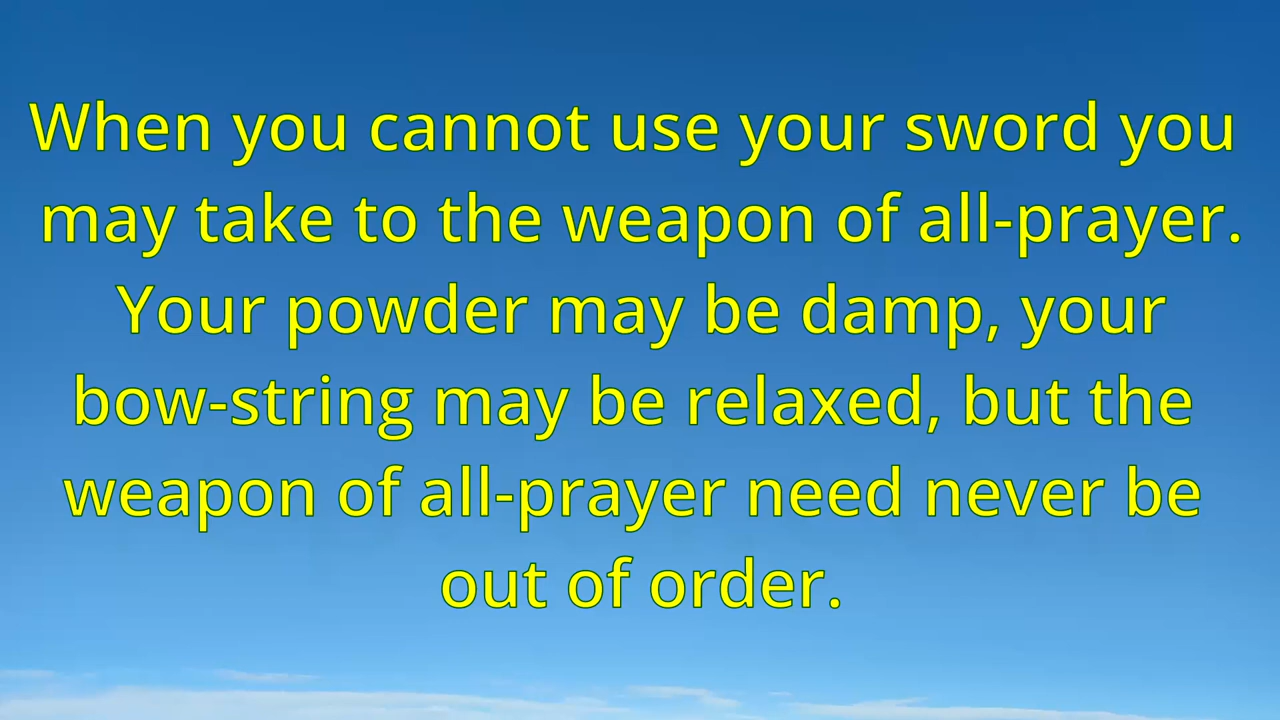 When you cannot use your sword you
may take to the weapon of all-prayer.
Your powder may be damp, your
bow-string may be relaxed, but the
weapon of all-prayer need never be
out of order.